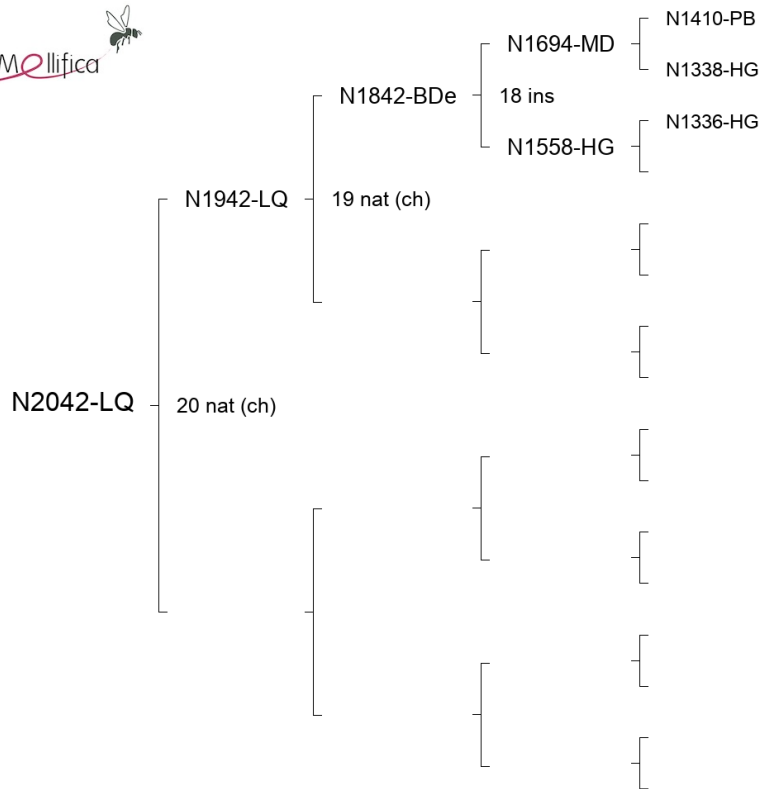 Mellifica
N1410-PB
N1694-MD
N1338-HG
N1842-BDe
18 ins
N1336-HG
N1558-HG
N1942-LQ
19 nat (ch)
N2042-LQ
20 nat (ch)